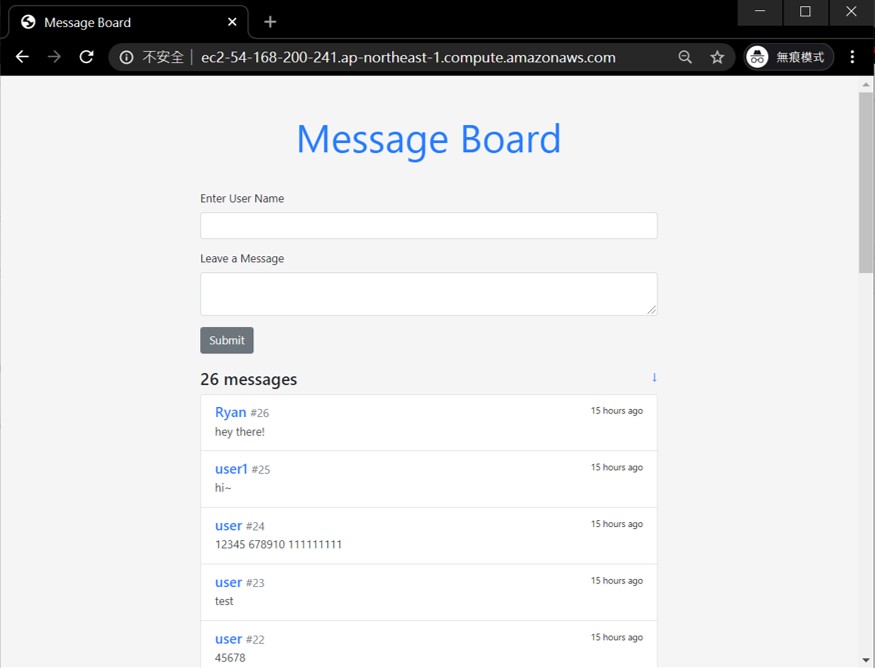 Message Board
不安全 ec2-54-168-200-241.ap-northeast-1.compute.amazonaws.com 無痕模式
Message Board
Enter User Name
Leave a Message
Submit
26 messages ↓
Ryan #26 15 hours ago
hey there!
user1 #25 15 hours ago
hi~
user #24 15 hours ago
12345 678910 111111111
user #23 15 hours ago
test
user #22 15 hours ago
45678